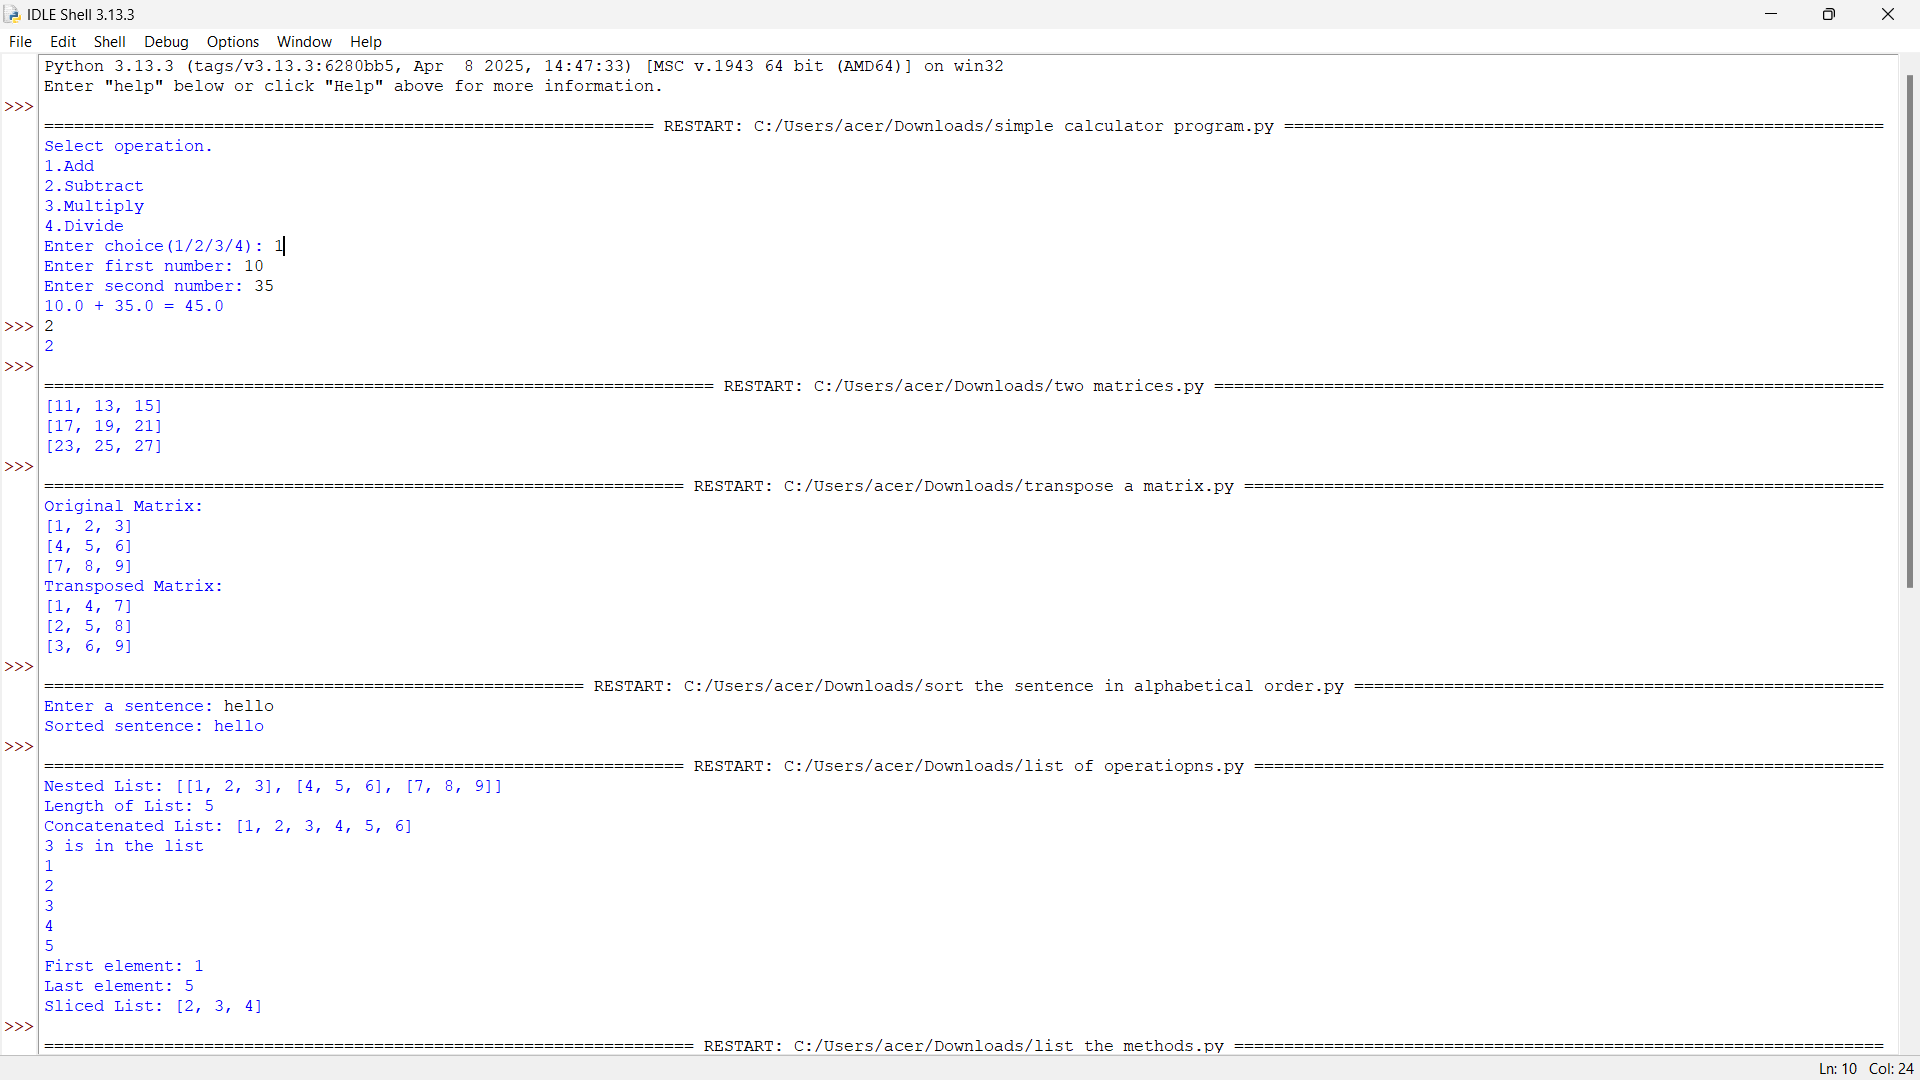 IDLE Shell 3.13.3
File Edit Shell Debug Options Window Help
Python 3.13.3 (tags/v3.13.3:6280bb5, Apr  8 2025, 14:47:33) [MSC v.1943 64 bit (AMD64)] on win32
Enter "help" below or click "Help" above for more information.
>>>
============================================================= RESTART: C:/Users/acer/Downloads/simple calculator program.py ============================================================
Select operation.
1.Add
2.Subtract
3.Multiply
4.Divide
Enter choice(1/2/3/4): 1
Enter first number: 10
Enter second number: 35
10.0 + 35.0 = 45.0
>>> 2
2
>>>
=================================================================== RESTART: C:/Users/acer/Downloads/two matrices.py ===================================================================
[11, 13, 15]
[17, 19, 21]
[23, 25, 27]
>>>
================================================================ RESTART: C:/Users/acer/Downloads/transpose a matrix.py ================================================================
Original Matrix:
[1, 2, 3]
[4, 5, 6]
[7, 8, 9]
Transposed Matrix:
[1, 4, 7]
[2, 5, 8]
[3, 6, 9]
>>>
====================================================== RESTART: C:/Users/acer/Downloads/sort the sentence in alphabetical order.py =====================================================
Enter a sentence: hello
Sorted sentence: hello
>>>
================================================================ RESTART: C:/Users/acer/Downloads/list of operatiopns.py ===============================================================
Nested List: [[1, 2, 3], [4, 5, 6], [7, 8, 9]]
Length of List: 5
Concatenated List: [1, 2, 3, 4, 5, 6]
3 is in the list
1
2
3
4
5
First element: 1
Last element: 5
Sliced List: [2, 3, 4]
>>>
================================================================= RESTART: C:/Users/acer/Downloads/list the methods.py =================================================================
Ln: 10 Col: 24